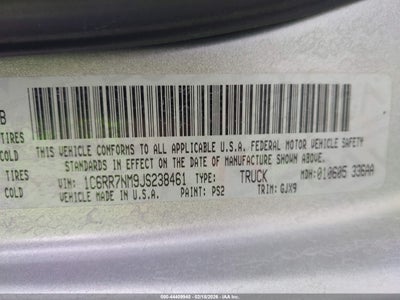 B
TIRES
COLD
TIRES
COLD
THIS VEHICLE CONFORMS TO ALL APPLICABLE U.S.A. FEDERAL MOTOR VEHICLE SAFETY
STANDARDS IN EFFECT ON THE DATE OF MANUFACTURE SHOWN ABOVE.
VIN: 1C6RR7NM9JS238461 TYPE: TRUCK MDH: 010605 336AA
VEHICLE MADE IN U.S.A. PAINT: PS2 TRIM: GJX9